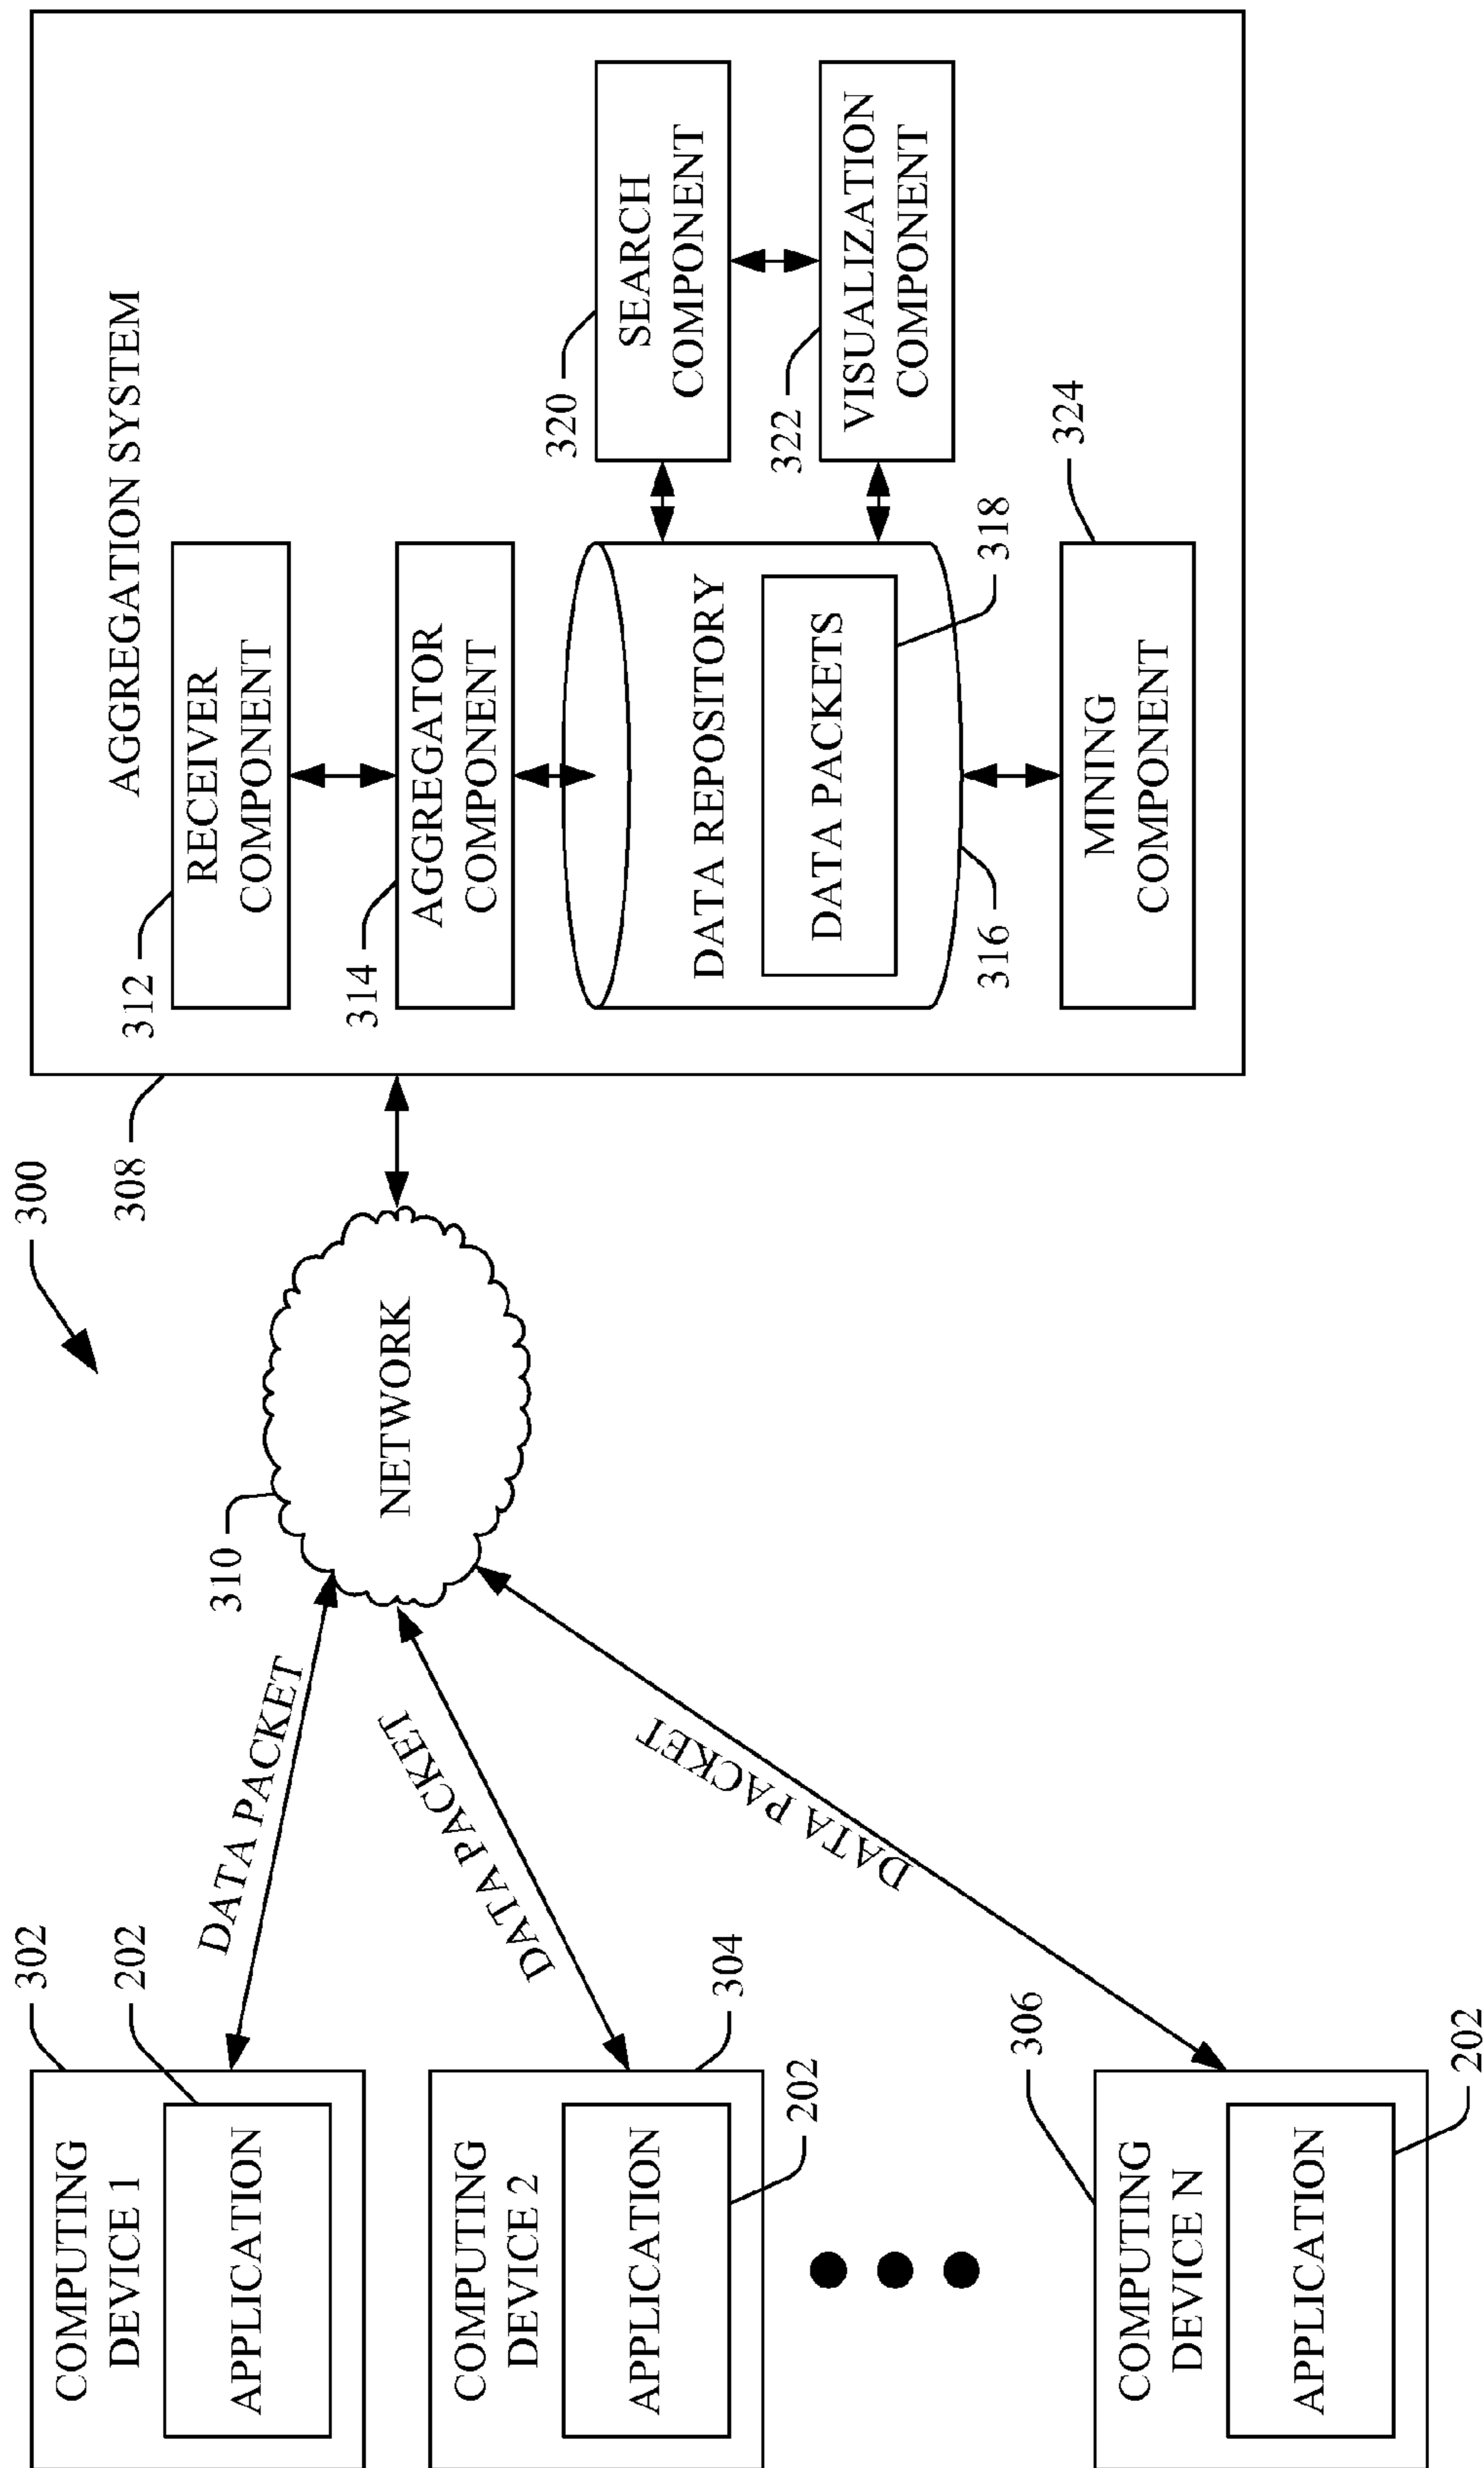 300
COMPUTING
DEVICE 1
302
APPLICATION
202
DATA PACKET
COMPUTING
DEVICE 2
304
APPLICATION
202
DATA PACKET
COMPUTING
DEVICE N
306
APPLICATION
202
DATA PACKET
310
NETWORK
308
AGGREGATION SYSTEM
312
RECEIVER
COMPONENT
314
AGGREGATOR
COMPONENT
DATA REPOSITORY
DATA PACKETS
316
318
320
SEARCH
COMPONENT
322
VISUALIZATION
COMPONENT
324
MINING
COMPONENT